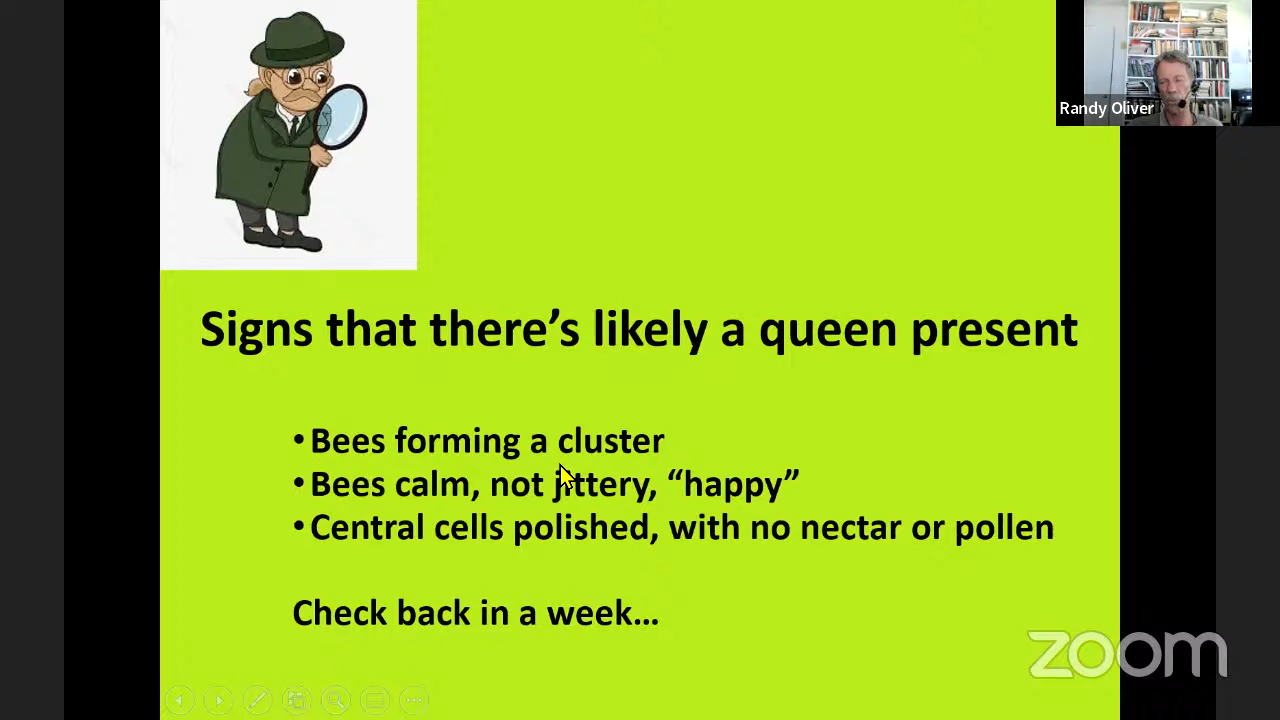 Randy Oliver
Signs that there’s likely a queen present
•Bees forming a cluster
•Bees calm, not jittery, “happy”
•Central cells polished, with no nectar or pollen
Check back in a week…
zoom